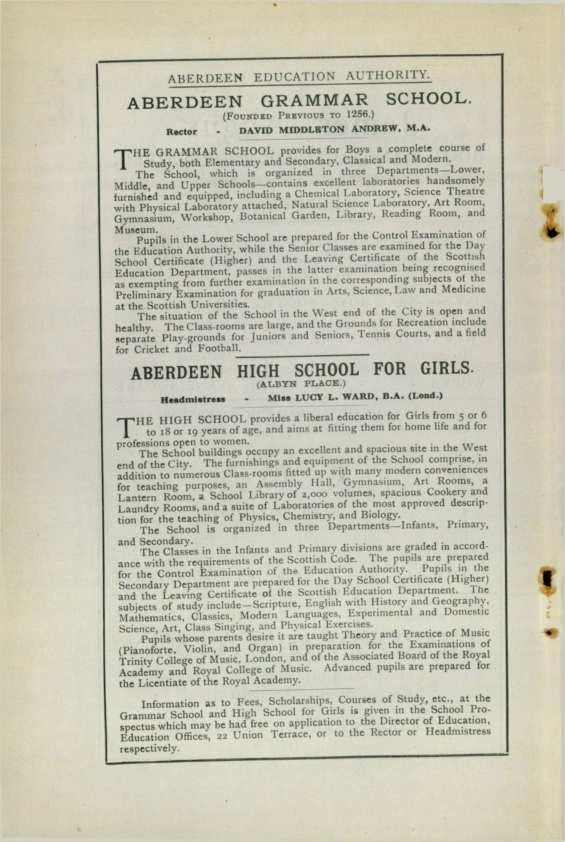 ABERDEEN EDUCATION AUTHORITY.
ABERDEEN GRAMMAR SCHOOL.
(FOUNDED PREVIOUS TO 1256.)
Rector - DAVID MIDDLETON ANDREW, M.A.
THE GRAMMAR SCHOOL provides for Boys a complete course of
Study, both Elementary and Secondary, Classical and Modern.
The School, which is organized in three Departments—Lower,
Middle, and Upper Schools—contains excellent laboratories handsomely
furnished and equipped, including a Chemical Laboratory, Science Theatre
with Physical Laboratory attached, Natural Science Laboratory, Art Room,
Gymnasium, Workshop, Botanical Garden, Library, Reading Room, and
Museum.
Pupils in the Lower School are prepared for the Control Examination of
the Education Authority, while the Senior Classes are examined for the Day
School Certificate (Higher) and the Leaving Certificate of the Scottish
Education Department, passes in the latter examination being recognised
as exempting from further examination in the corresponding subjects of the
Preliminary Examination for graduation in Arts, Science, Law and Medicine
at the Scottish Universities.
The situation of the School in the West end of the City is open and
healthy. The Class-rooms are large, and the Grounds for Recreation include
separate Play-grounds for Juniors and Seniors, Tennis Courts, and a field
for Cricket and Football.
ABERDEEN HIGH SCHOOL FOR GIRLS.
(ALBYN PLACE.)
Headmistress - Miss LUCY L. WARD, B.A. (Lond.)
THE HIGH SCHOOL provides a liberal education for Girls from 5 or 6
to 18 or 19 years of age, and aims at fitting them for home life and for
professions open to women.
The School buildings occupy an excellent and spacious site in the West
end of the City. The furnishings and equipment of the School comprise, in
addition to numerous Class-rooms fitted up with many modern conveniences
for teaching purposes, an Assembly Hall, Gymnasium, Art Rooms, a
Lantern Room, a School Library of 2,000 volumes, spacious Cookery and
Laundry Rooms, and a suite of Laboratories of the most approved descrip-
tion for the teaching of Physics, Chemistry, and Biology.
The School is organized in three Departments—Infants, Primary,
and Secondary.
The Classes in the Infants and Primary divisions are graded in accord-
ance with the requirements of the Scottish Code. The pupils are prepared
for the Control Examination of the Education Authority. Pupils in the
Secondary Department are prepared for the Day School Certificate (Higher)
and the Leaving Certificate of the Scottish Education Department. The
subjects of study include—Scripture, English with History and Geography,
Mathematics, Classics, Modern Languages, Experimental and Domestic
Science, Art, Class Singing, and Physical Exercises.
Pupils whose parents desire it are taught Theory and Practice of Music
(Pianoforte, Violin, and Organ) in preparation for the Examinations of
Trinity College of Music, London, and of the Associated Board of the Royal
Academy and Royal College of Music. Advanced pupils are prepared for
the Licentiate of the Royal Academy.
Information as to Fees, Scholarships, Courses of Study, etc., at the
Grammar School and High School for Girls is given in the School Pro-
spectus which may be had free on application to the Director of Education,
Education Offices, 22 Union Terrace, or to the Rector or Headmistress
respectively.